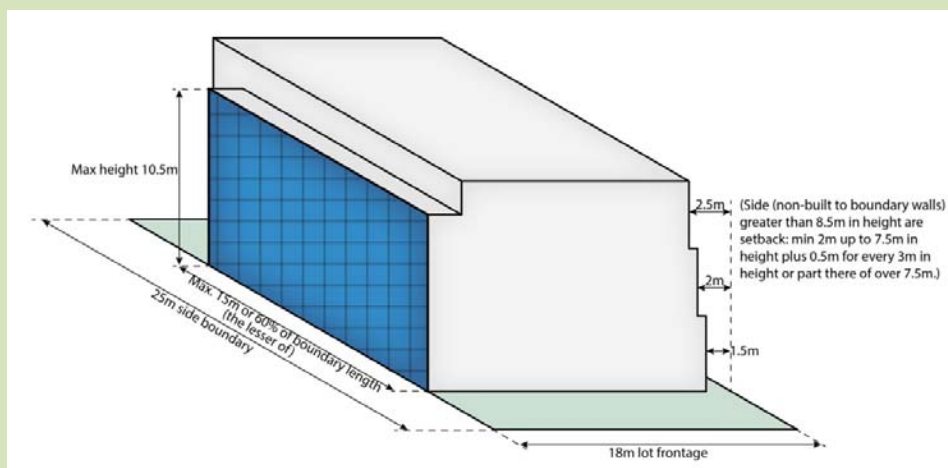 Max height 10.5m
2.5m
(Side (non-built to boundary walls)
greater than 8.5m in height are
setback: min 2m up to 7.5m in
height plus 0.5m for every 3m in
height or part there of over 7.5m.)
2m
1.5m
Max. 15m or 60% of boundary length
(the lesser of)
25m side boundary
18m lot frontage